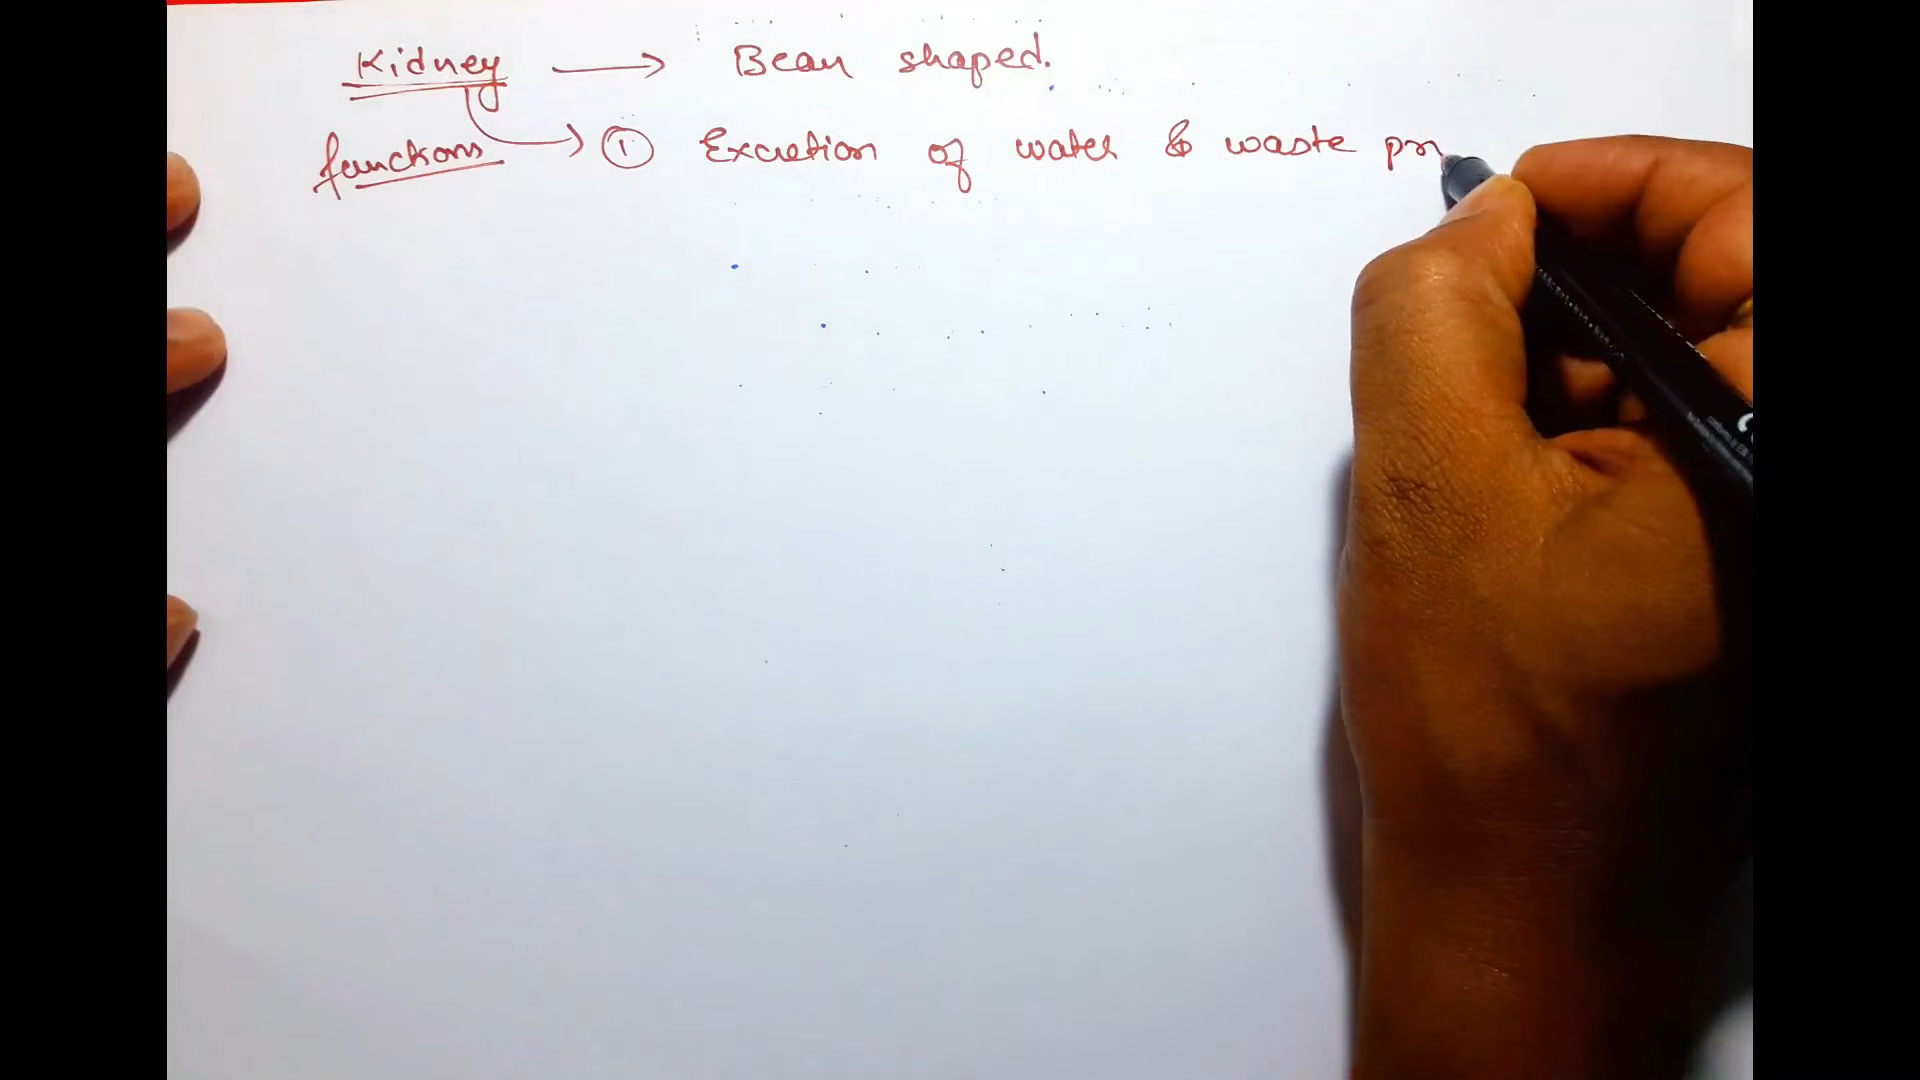 Kidney → Bean shaped.
functions → ① Excretion of water & waste pr